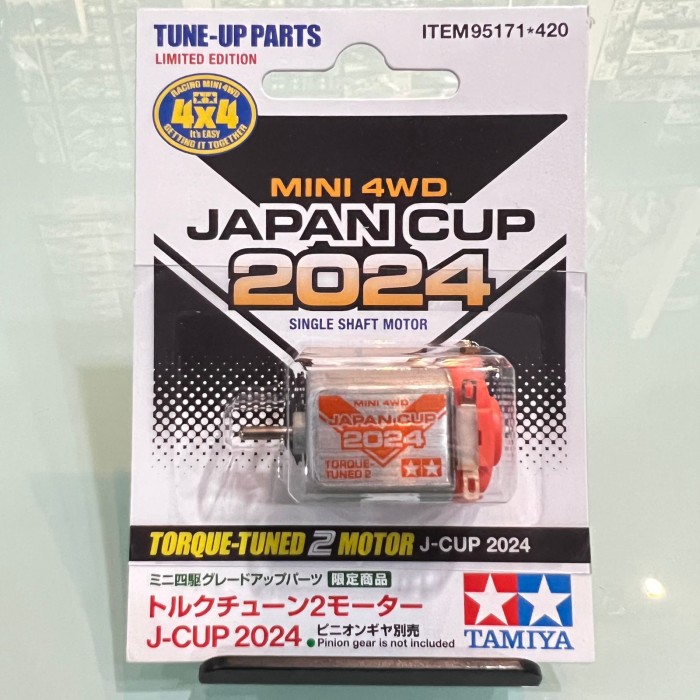 TUNE-UP PARTS
LIMITED EDITION
ITEM 95171*420
RACING MINI 4WD
4x4
It's EASY
GETTING IT TOGETHER
MINI 4WD
JAPAN CUP
2024
SINGLE SHAFT MOTOR
MINI 4WD
JAPAN CUP
2024
TORQUE-
TUNED 2
TORQUE-TUNED 2 MOTOR J-CUP 2024
ミニ四駆グレードアップパーツ 限定商品
トルクチューン2モーター
J-CUP 2024 ピニオンギヤ別売
●Pinion gear is not included
TAMIYA